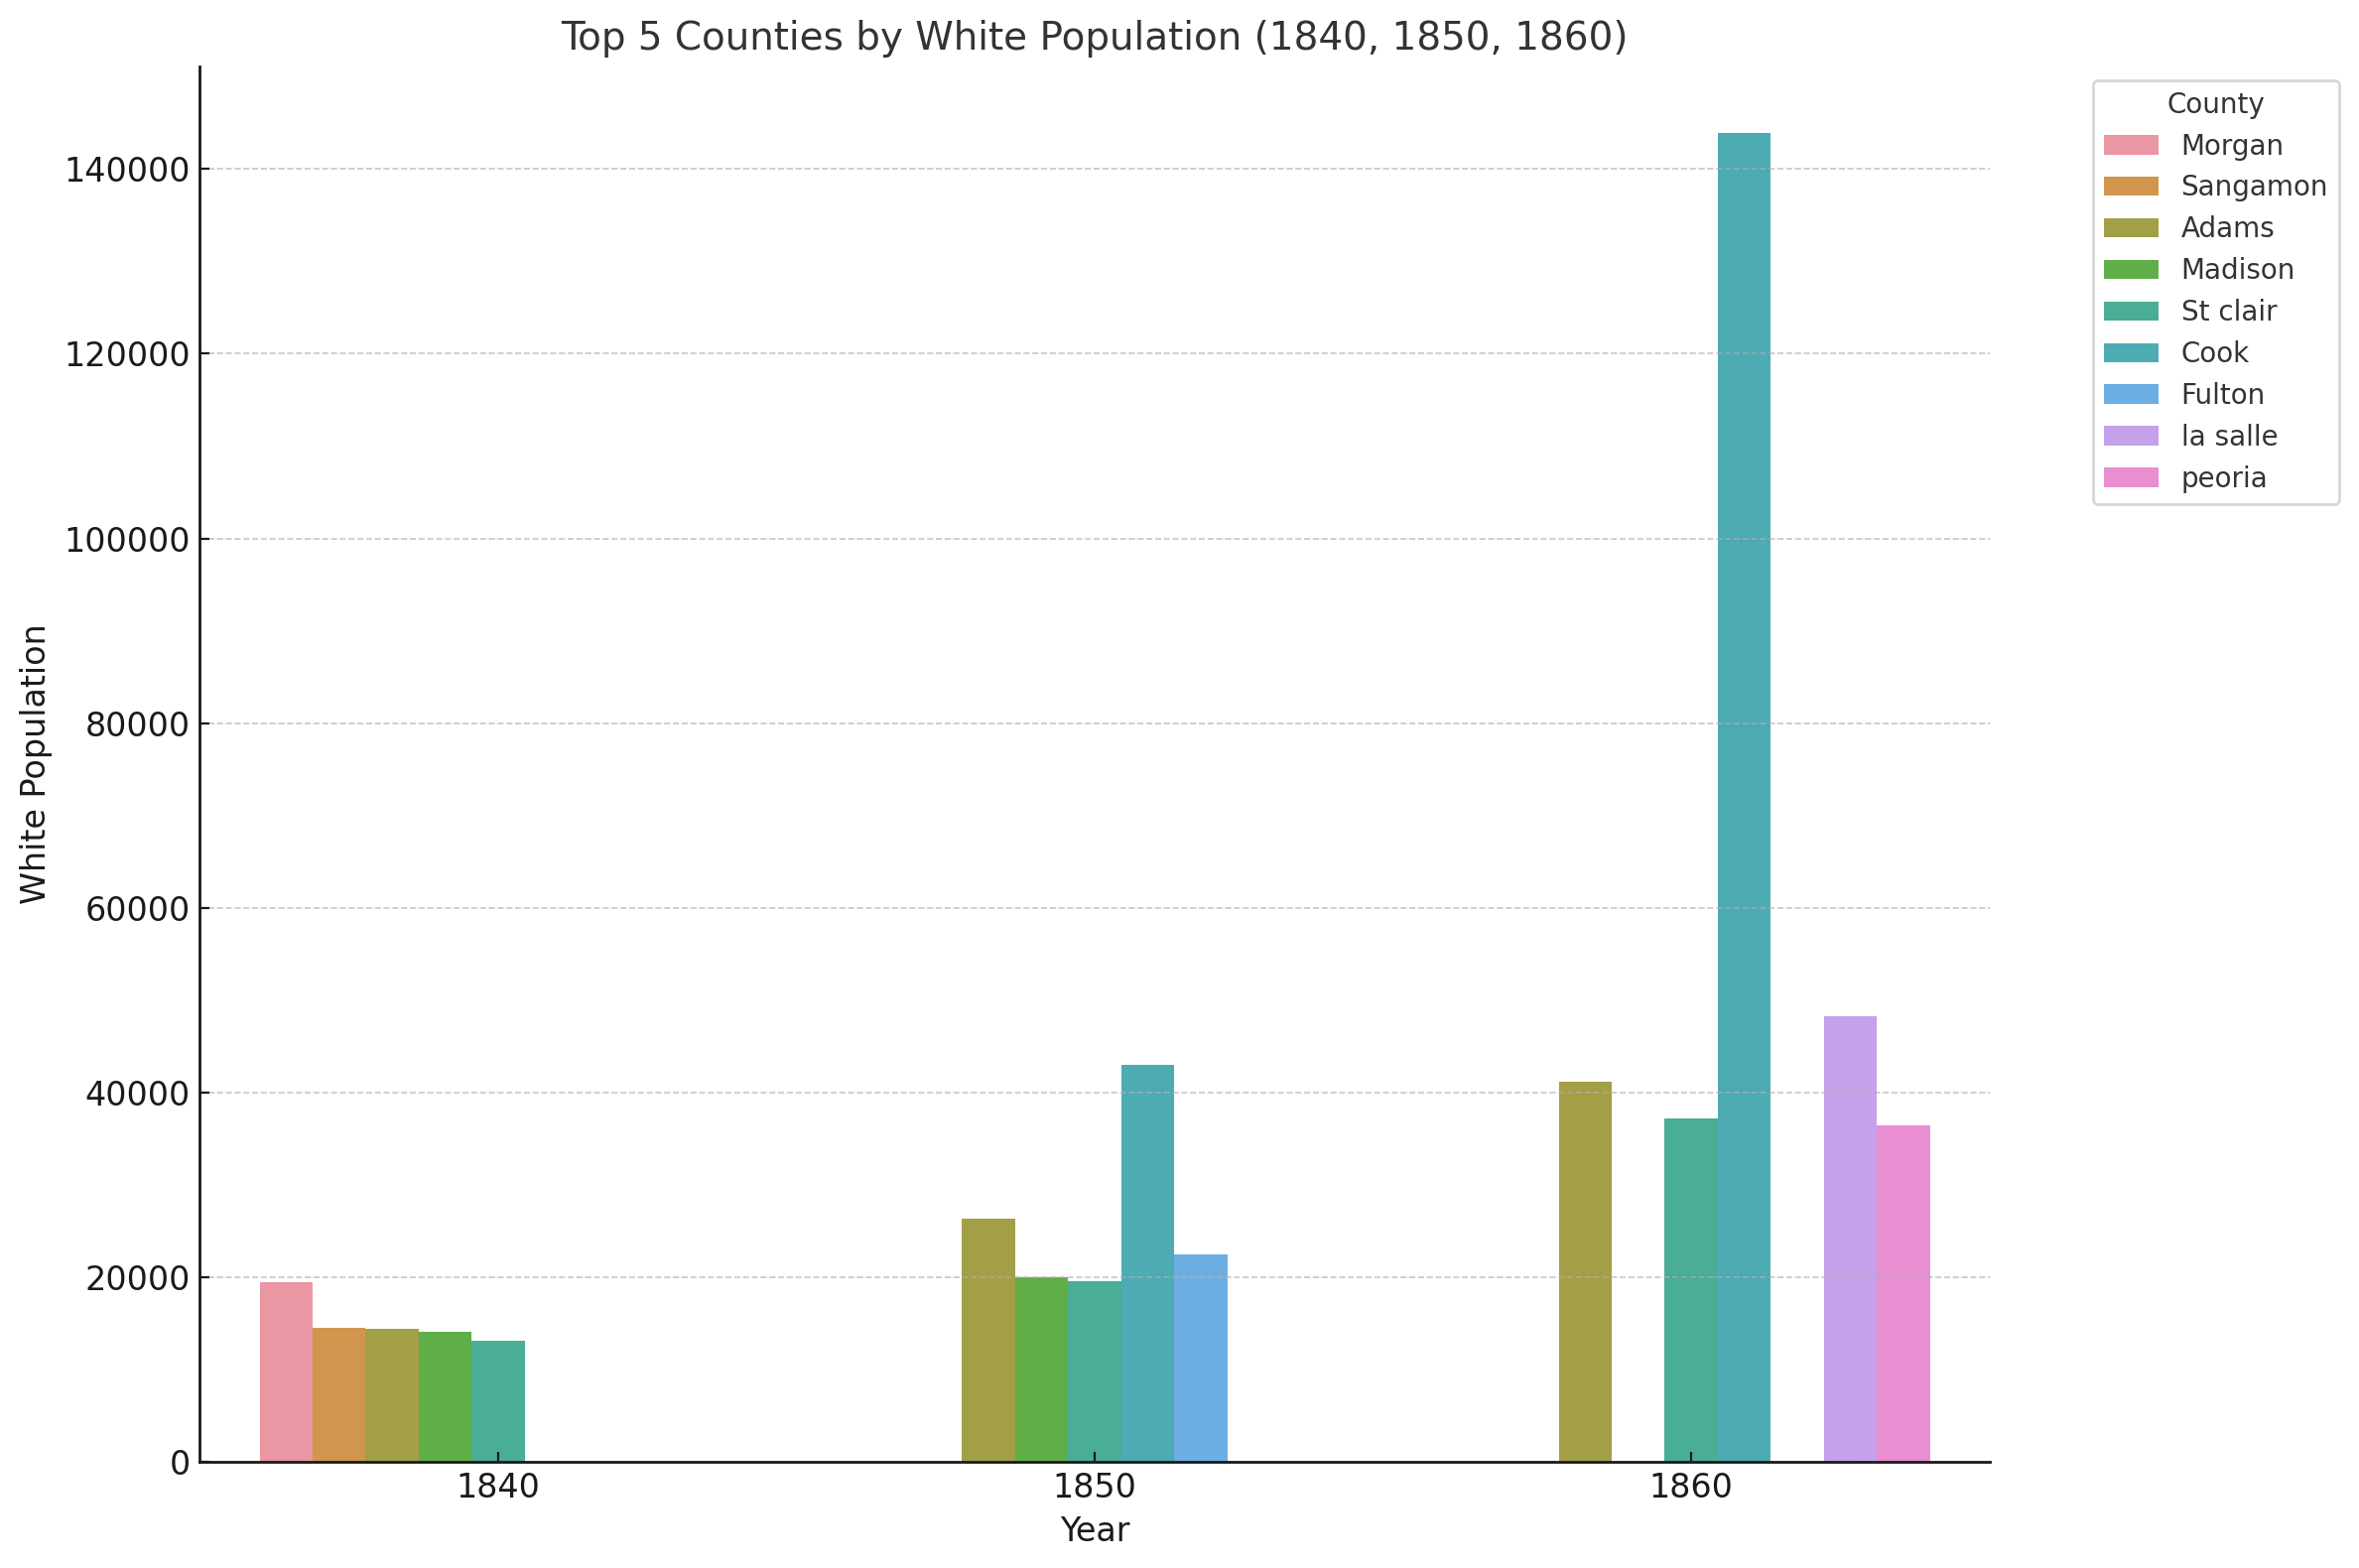 Top 5 Counties by White Population (1840, 1850, 1860)
White Population
140000
120000
100000
80000
60000
40000
20000
0
1840 1850 1860
Year
County
Morgan
Sangamon
Adams
Madison
St clair
Cook
Fulton
la salle
peoria